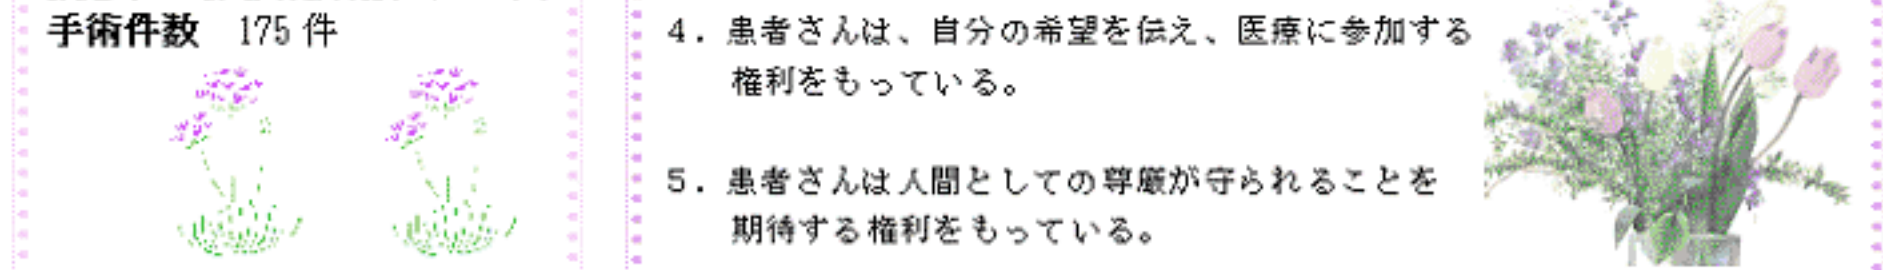 手術件数 175 件
4．患者さんは、自分の希望を伝え、医療に参加する
権利をもっている。
5．患者さんは人間としての尊厳が守られることを
期待する権利をもっている。